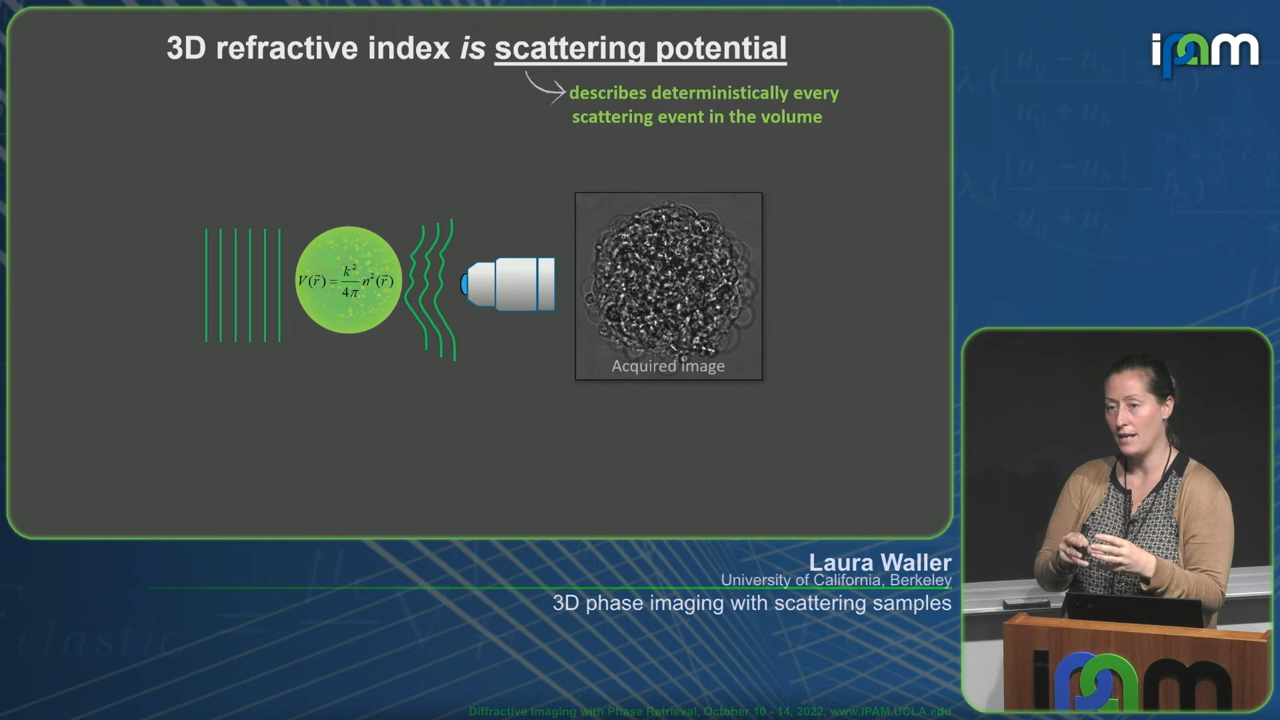 3D refractive index is scattering potential
describes deterministically every
scattering event in the volume
V(r⃗) = k²/4π n²(r⃗)
Acquired image
ipam
Laura Waller
University of California, Berkeley
3D phase imaging with scattering samples
ipam
Diffractive Imaging with Phase Retrieval, October 10 - 14, 2022, www.IPAM.UCLA.edu